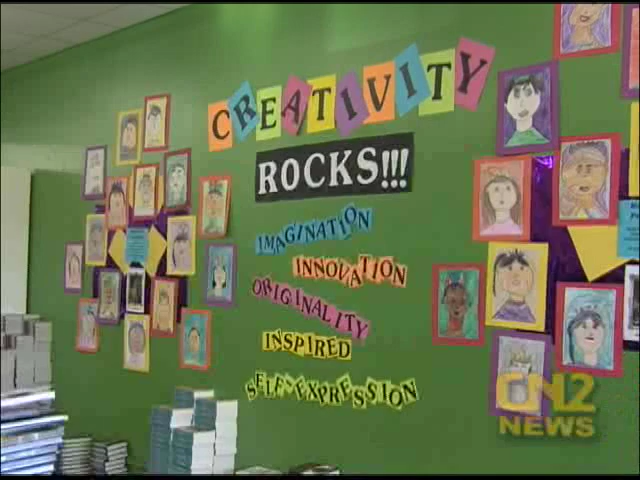 CREATIVITY
ROCKS!!!
IMAGINATION
INNOVATION
ORIGINALITY
INSPIRED
SELF-EXPRESSION
CN2
NEWS